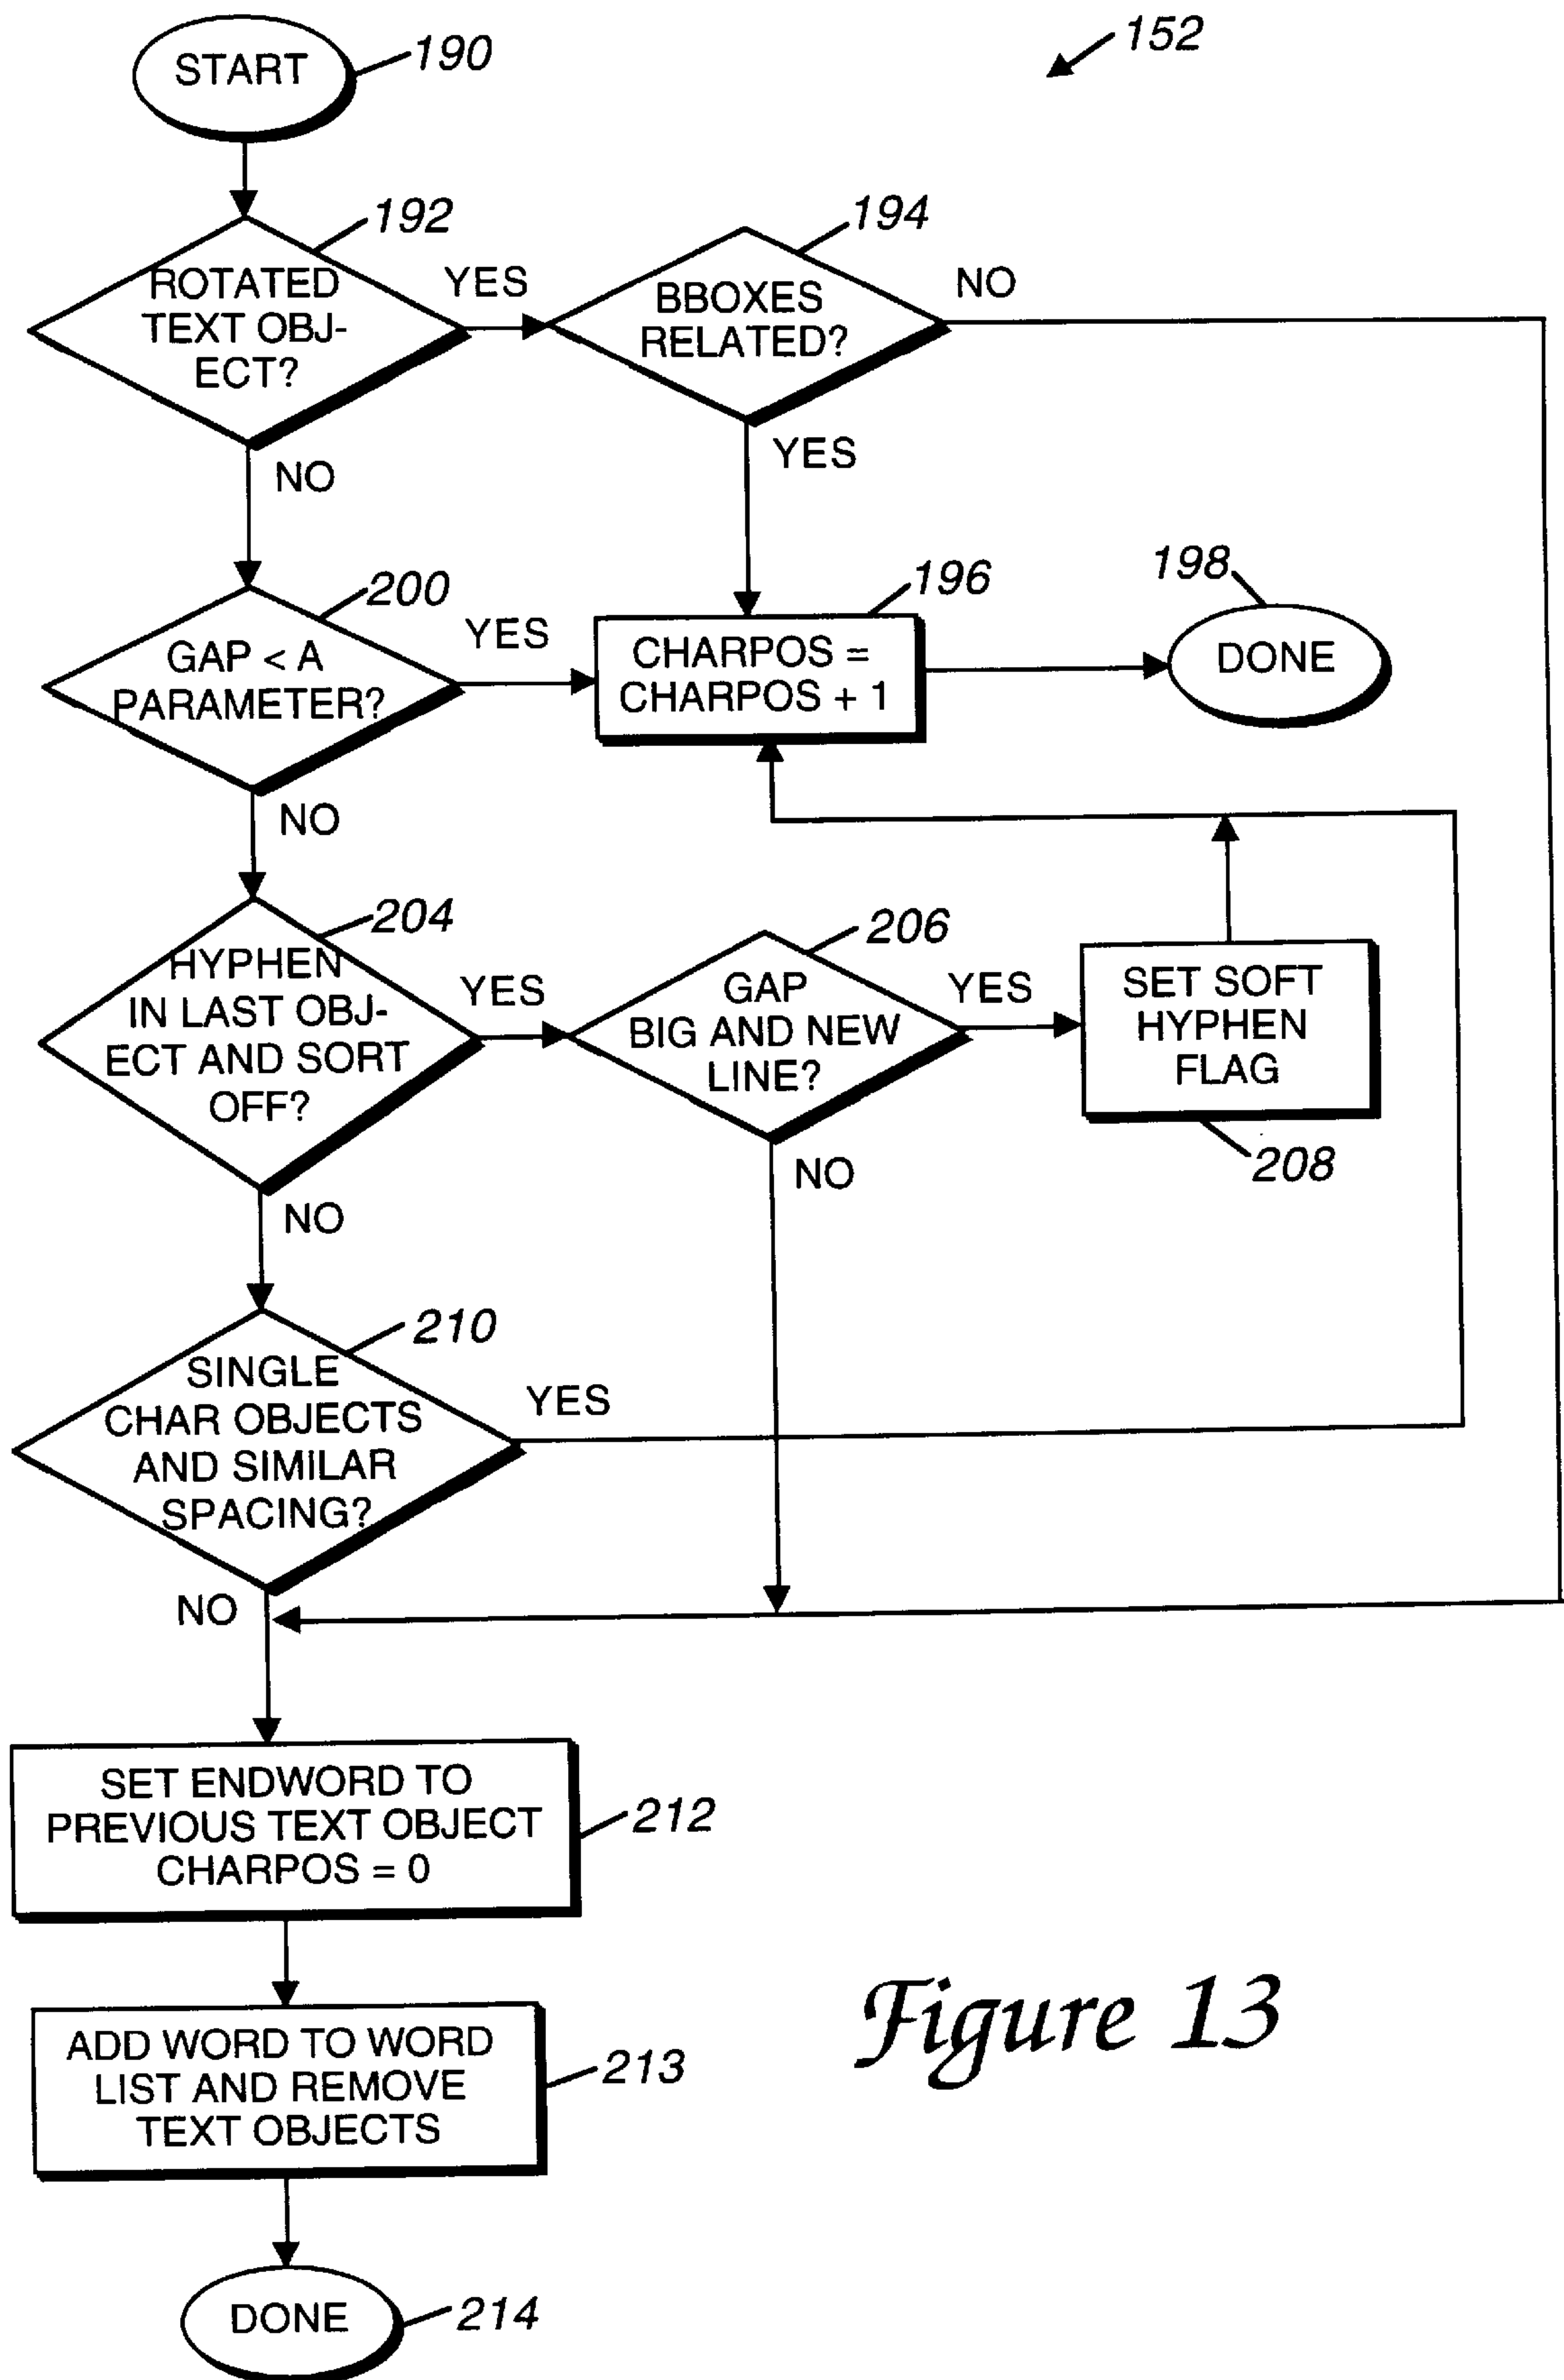 START
190
152
192
ROTATED
TEXT OBJ-
ECT?
YES
NO
194
BBOXES
RELATED?
NO
YES
200
GAP < A
PARAMETER?
YES
NO
196
CHARPOS =
CHARPOS + 1
198
DONE
204
HYPHEN
IN LAST OBJ-
ECT AND SORT
OFF?
YES
NO
206
GAP
BIG AND NEW
LINE?
YES
NO
SET SOFT
HYPHEN
FLAG
208
210
SINGLE
CHAR OBJECTS
AND SIMILAR
SPACING?
YES
NO
SET ENDWORD TO
PREVIOUS TEXT OBJECT
CHARPOS = 0
212
ADD WORD TO WORD
LIST AND REMOVE
TEXT OBJECTS
213
DONE
214
Figure 13